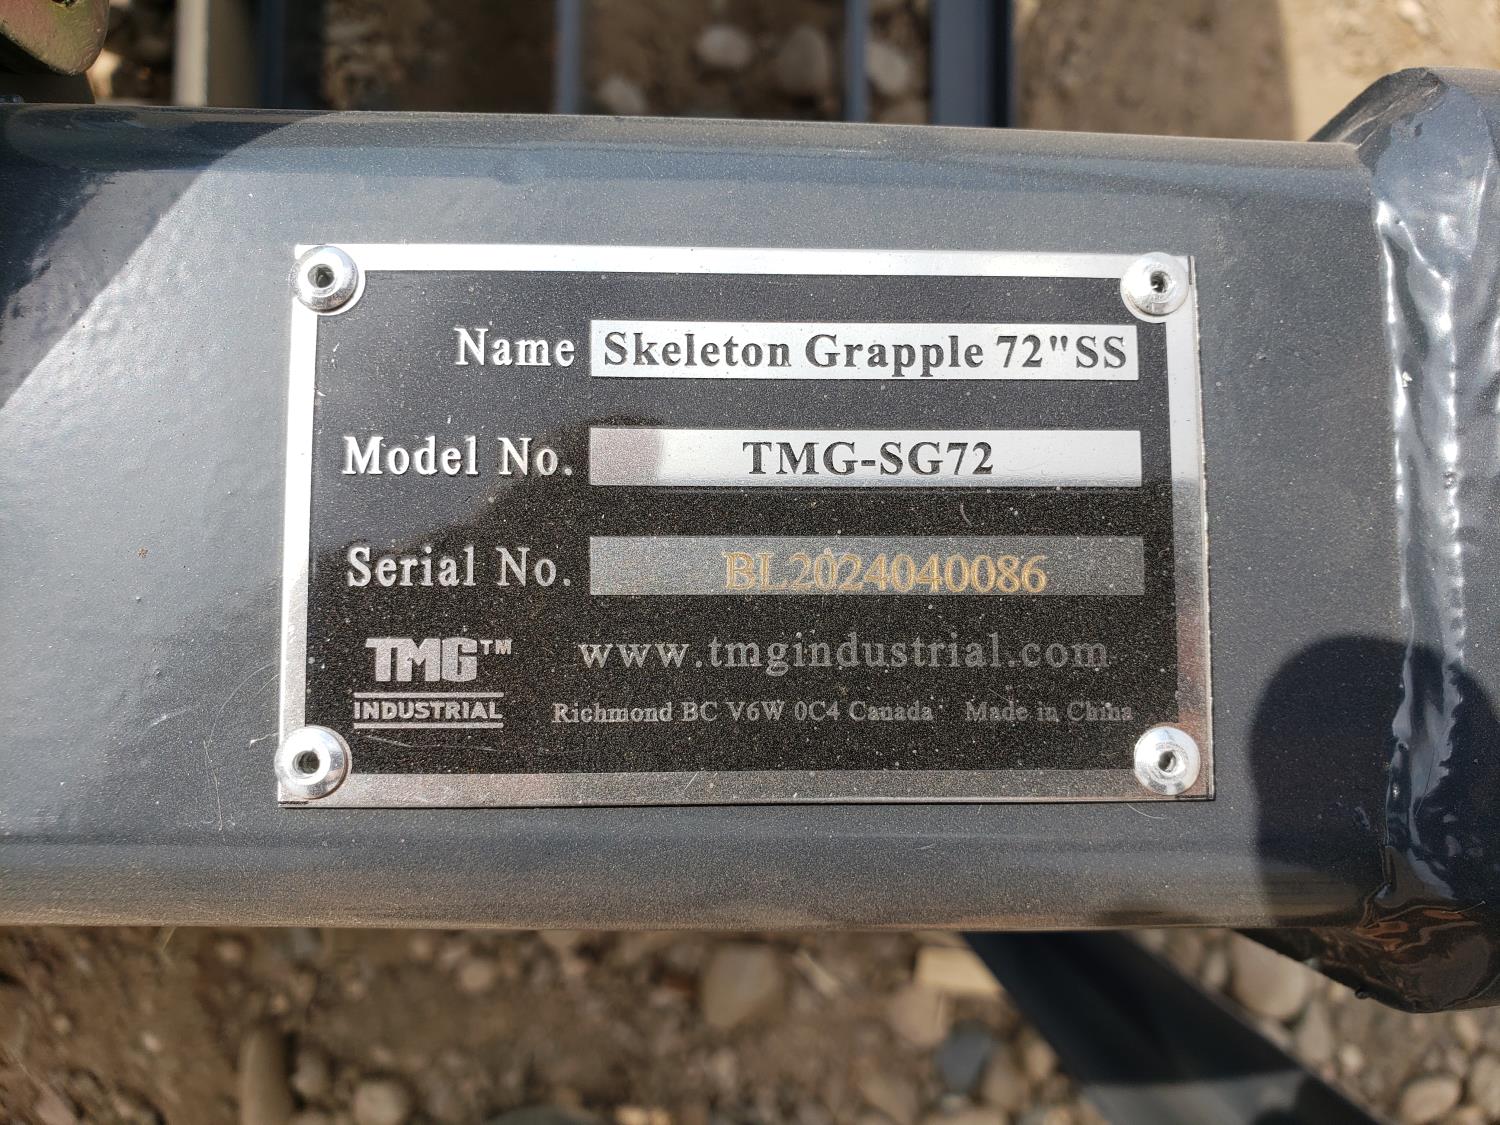 Name Skeleton Grapple 72"SS
Model No. TMG-SG72
Serial No. BL2024040086
TMG™
INDUSTRIAL
www.tmgindustrial.com
Richmond BC V6W 0C4 Canada Made in China